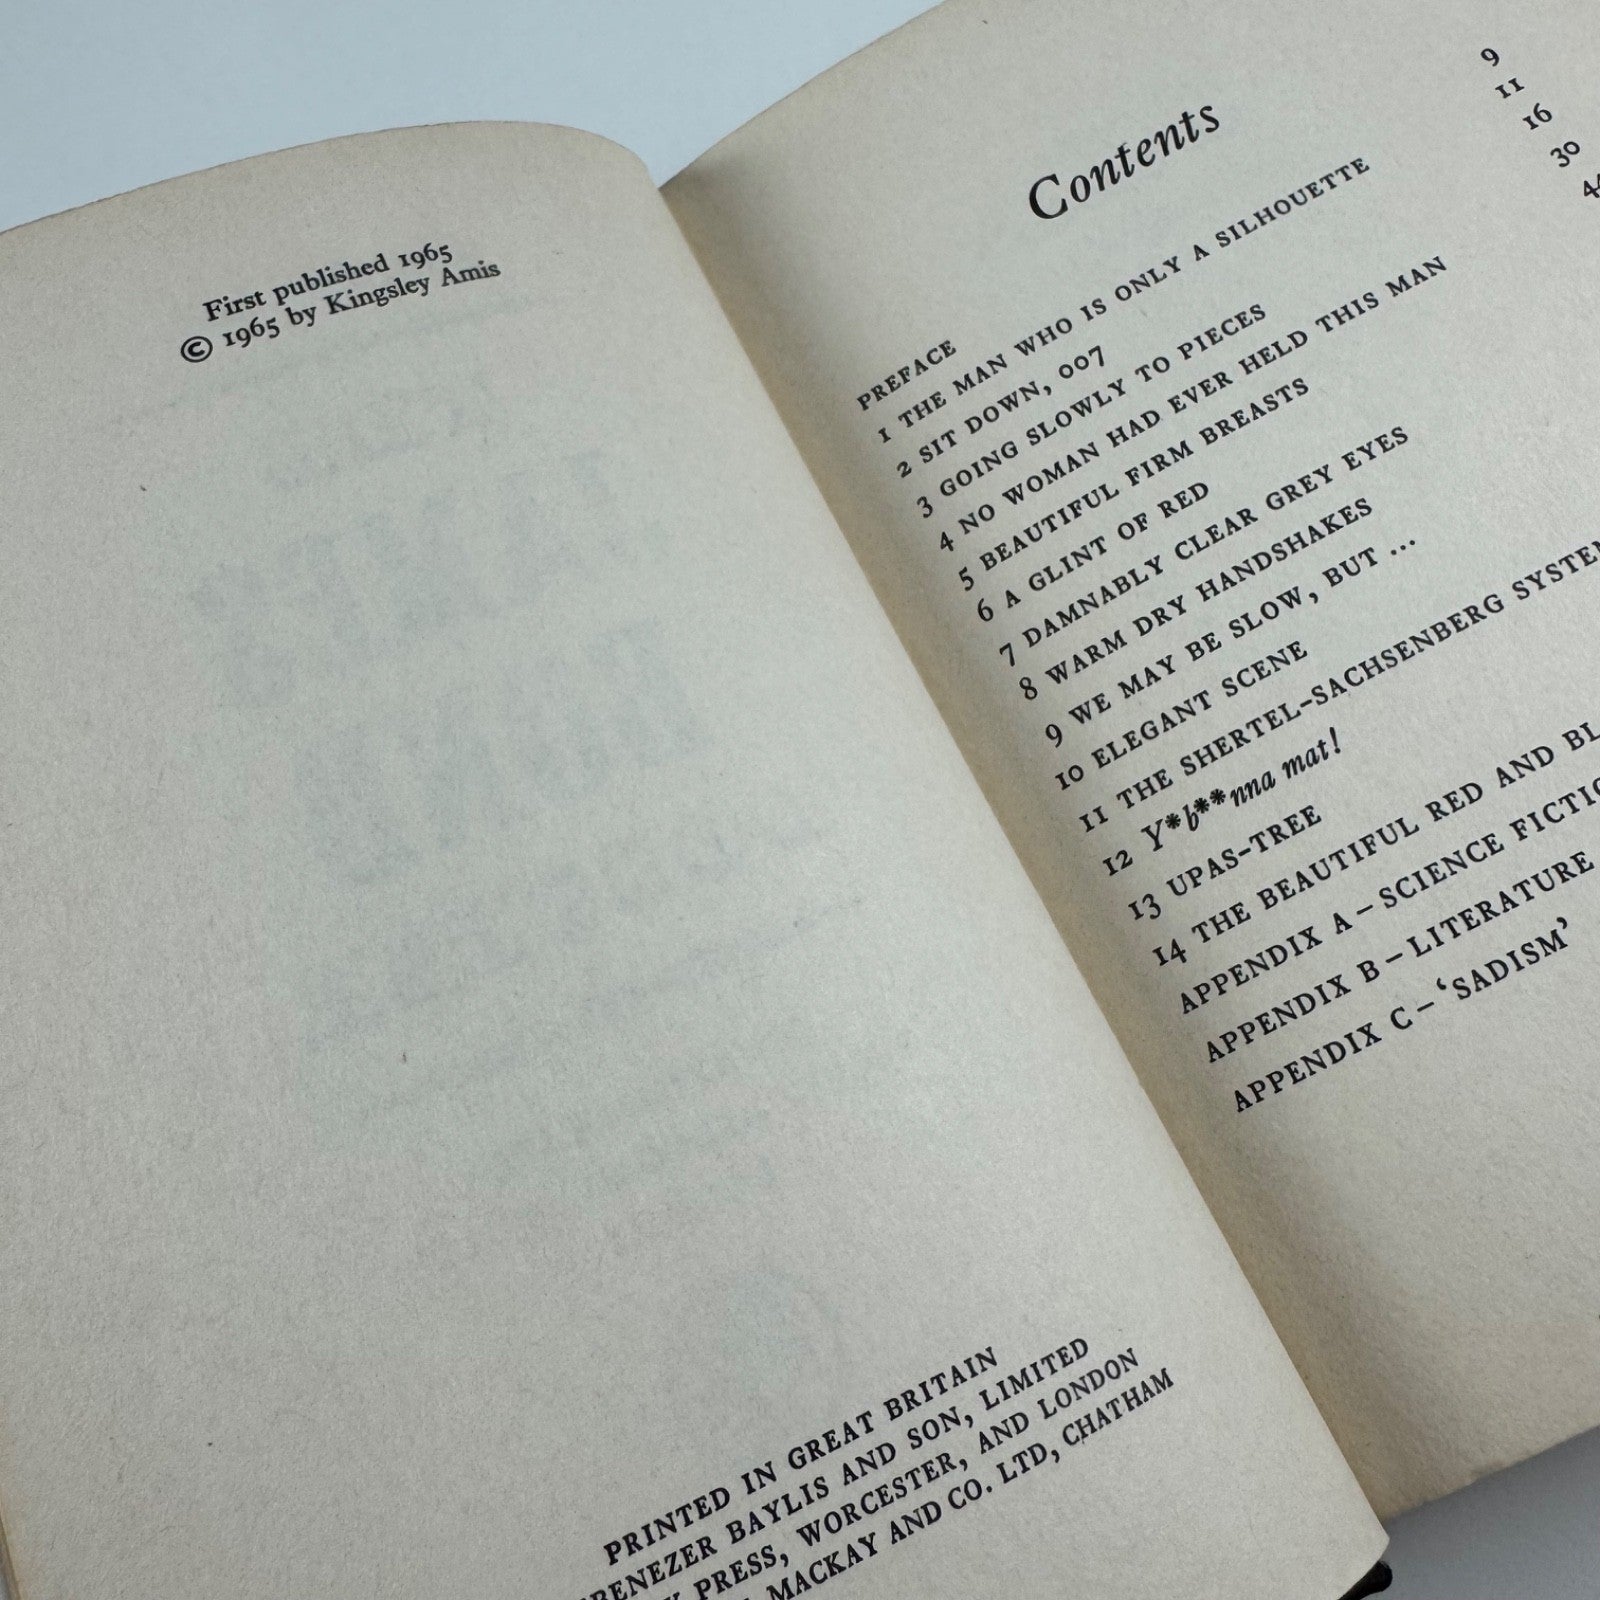 First published 1965
© 1965 by Kingsley Amis
PRINTED IN GREAT BRITAIN
EBENEZER BAYLIS AND SON, LIMITED
PRESS, WORCESTER, AND LONDON
MACKAY AND CO. LTD, CHATHAM
Contents
PREFACE 9
1 THE MAN WHO IS ONLY A SILHOUETTE 11
2 SIT DOWN, 007 16
3 GOING SLOWLY TO PIECES 30
4 NO WOMAN HAD EVER HELD THIS MAN
5 BEAUTIFUL FIRM BREASTS
6 A GLINT OF RED
7 DAMNABLY CLEAR GREY EYES
8 WARM DRY HANDSHAKES
9 WE MAY BE SLOW, BUT ...
10 ELEGANT SCENE
11 THE SHERTEL-SACHSENBERG SYSTEM
12 Y*b**nna mat!
13 UPAS-TREE
14 THE BEAUTIFUL RED AND
APPENDIX A – SCIENCE FICTION
APPENDIX B – LITERATURE
APPENDIX C – ‘SADISM’